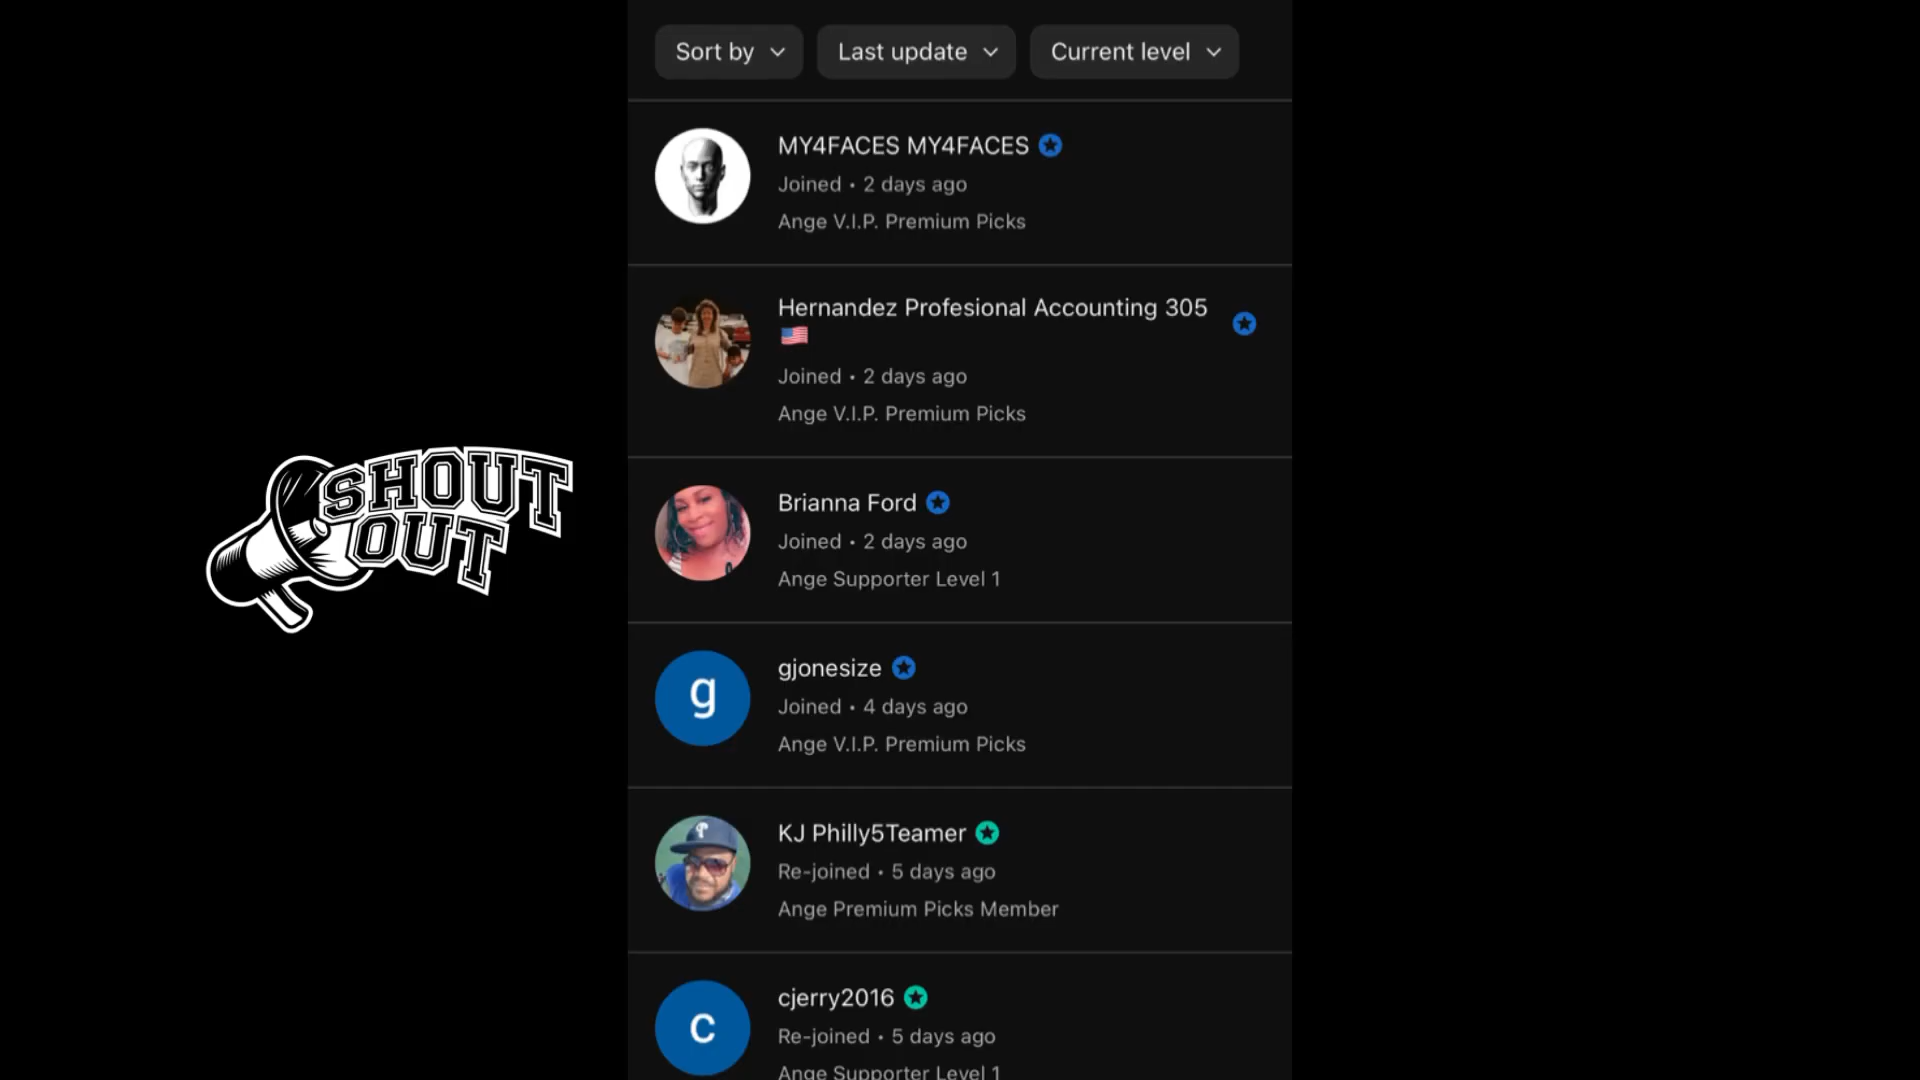 Sort by
Last update
Current level
MY4FACES MY4FACES
Joined • 2 days ago
Ange V.I.P. Premium Picks
Hernandez Profesional Accounting 305
🇺🇸
Joined • 2 days ago
Ange V.I.P. Premium Picks
Brianna Ford
Joined • 2 days ago
Ange Supporter Level 1
SHOUT
OUT
g
gjonesize
Joined • 4 days ago
Ange V.I.P. Premium Picks
KJ Philly5Teamer
Re-joined • 5 days ago
Ange Premium Picks Member
c
cjerry2016
Re-joined • 5 days ago
Ange Supporter Level 1